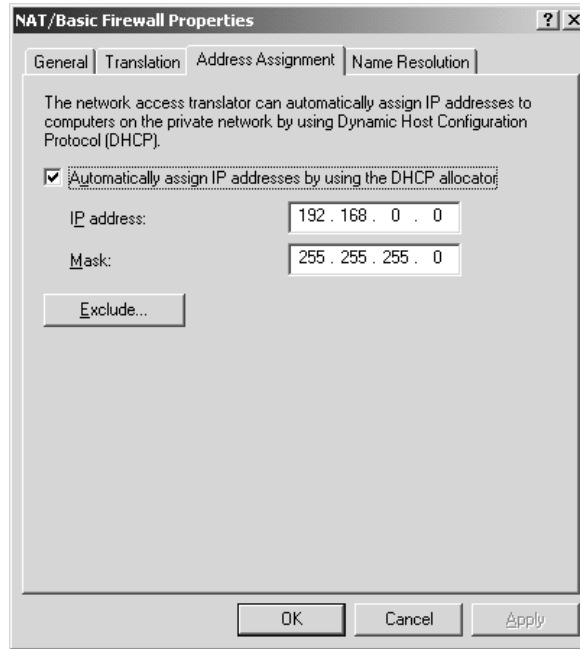 NAT/Basic Firewall Properties ? x
General Translation Address Assignment Name Resolution
The network access translator can automatically assign IP addresses to
computers on the private network by using Dynamic Host Configuration
Protocol (DHCP).
Automatically assign IP addresses by using the DHCP allocator
IP address: 192 . 168 . 0 . 0
Mask: 255 . 255 . 255 . 0
Exclude...
OK Cancel Apply